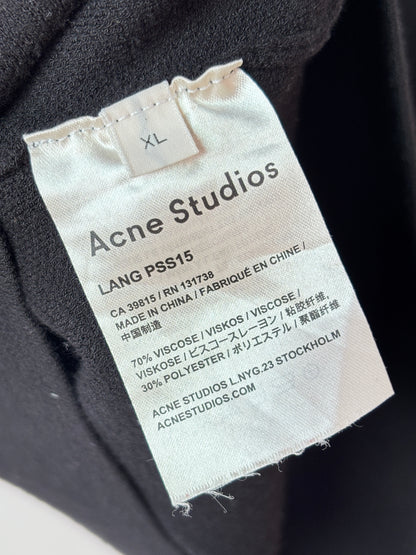 XL
Acne Studios
LANG PSS15
CA 39815 / RN 131738
MADE IN CHINA / FABRIQUÉ EN CHINE /
中国制造
70% VISCOSE / VISKOS / VISCOSE /
VISKOSE / ビスコースレーヨン / 粘胶纤维,
30% POLYESTER / ポリエステル / 聚酯纤维
ACNE STUDIOS L.NYG.23 STOCKHOLM
ACNESTUDIOS.COM